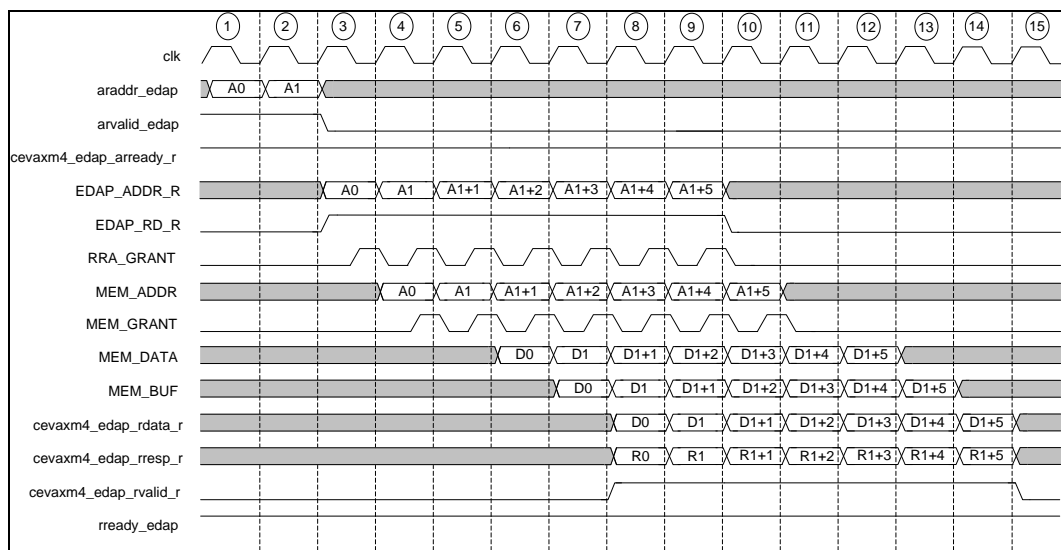 1 2 3 4 5 6 7 8 9 10 11 12 13 14 15
clk
araddr_edap A0 A1
arvalid_edap
cevaxm4_edap_arready_r
EDAP_ADDR_R A0 A1 A1+1 A1+2 A1+3 A1+4 A1+5
EDAP_RD_R
RRA_GRANT
MEM_ADDR A0 A1 A1+1 A1+2 A1+3 A1+4 A1+5
MEM_GRANT
MEM_DATA D0 D1 D1+1 D1+2 D1+3 D1+4 D1+5
MEM_BUF D0 D1 D1+1 D1+2 D1+3 D1+4 D1+5
cevaxm4_edap_rdata_r D0 D1 D1+1 D1+2 D1+3 D1+4 D1+5
cevaxm4_edap_rresp_r R0 R1 R1+1 R1+2 R1+3 R1+4 R1+5
cevaxm4_edap_rvalid_r
rready_edap